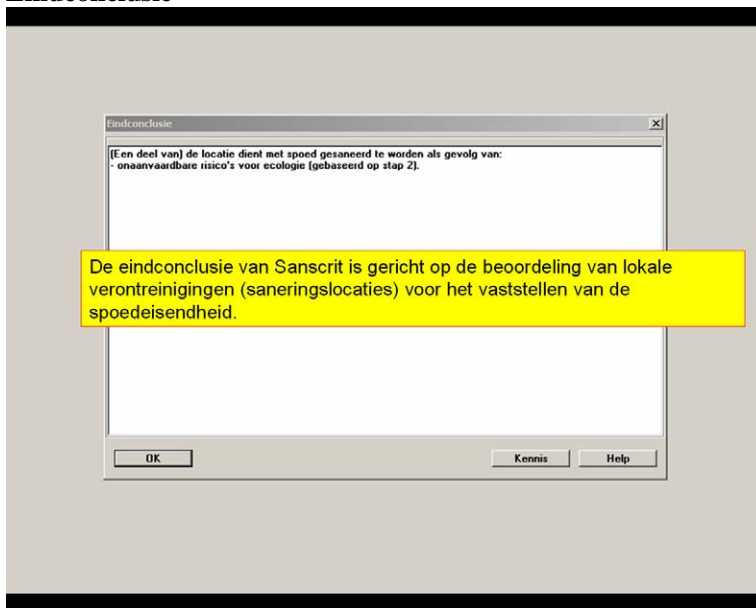 Eindconclusie
Eindconclusie
(Een deel van) de locatie dient met spoed gesaneerd te worden als gevolg van:
- onaanvaardbare risico's voor ecologie (gebaseerd op stap 2).
De eindconclusie van Sanscrit is gericht op de beoordeling van lokale
verontreinigingen (saneringslocaties) voor het vaststellen van de
spoedeisendheid.
OK Kennis Help